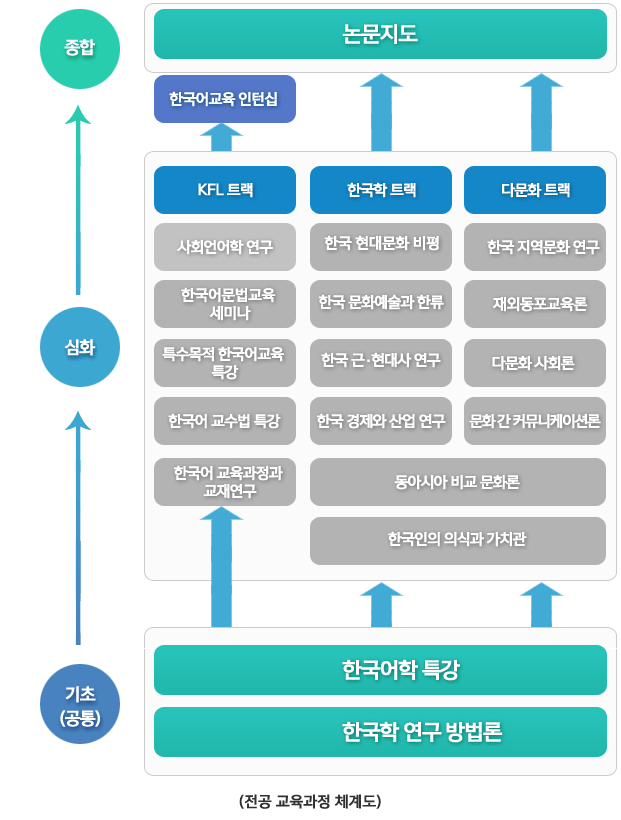 종합
논문지도
한국어교육 인턴십
KFL 트랙
한국학 트랙
다문화 트랙
사회언어학 연구
한국 현대문화 비평
한국 지역문화 연구
한국어문법교육
세미나
한국 문화예술과 한류
재외동포교육론
심화
특수목적 한국어교육
특강
한국 근·현대사 연구
다문화 사회론
한국어 교수법 특강
한국 경제와 산업 연구
문화 간 커뮤니케이션론
한국어 교육과정과
교재연구
동아시아 비교 문화론
한국인의 의식과 가치관
기초
(공통)
한국어학 특강
한국학 연구 방법론
(전공 교육과정 체계도)